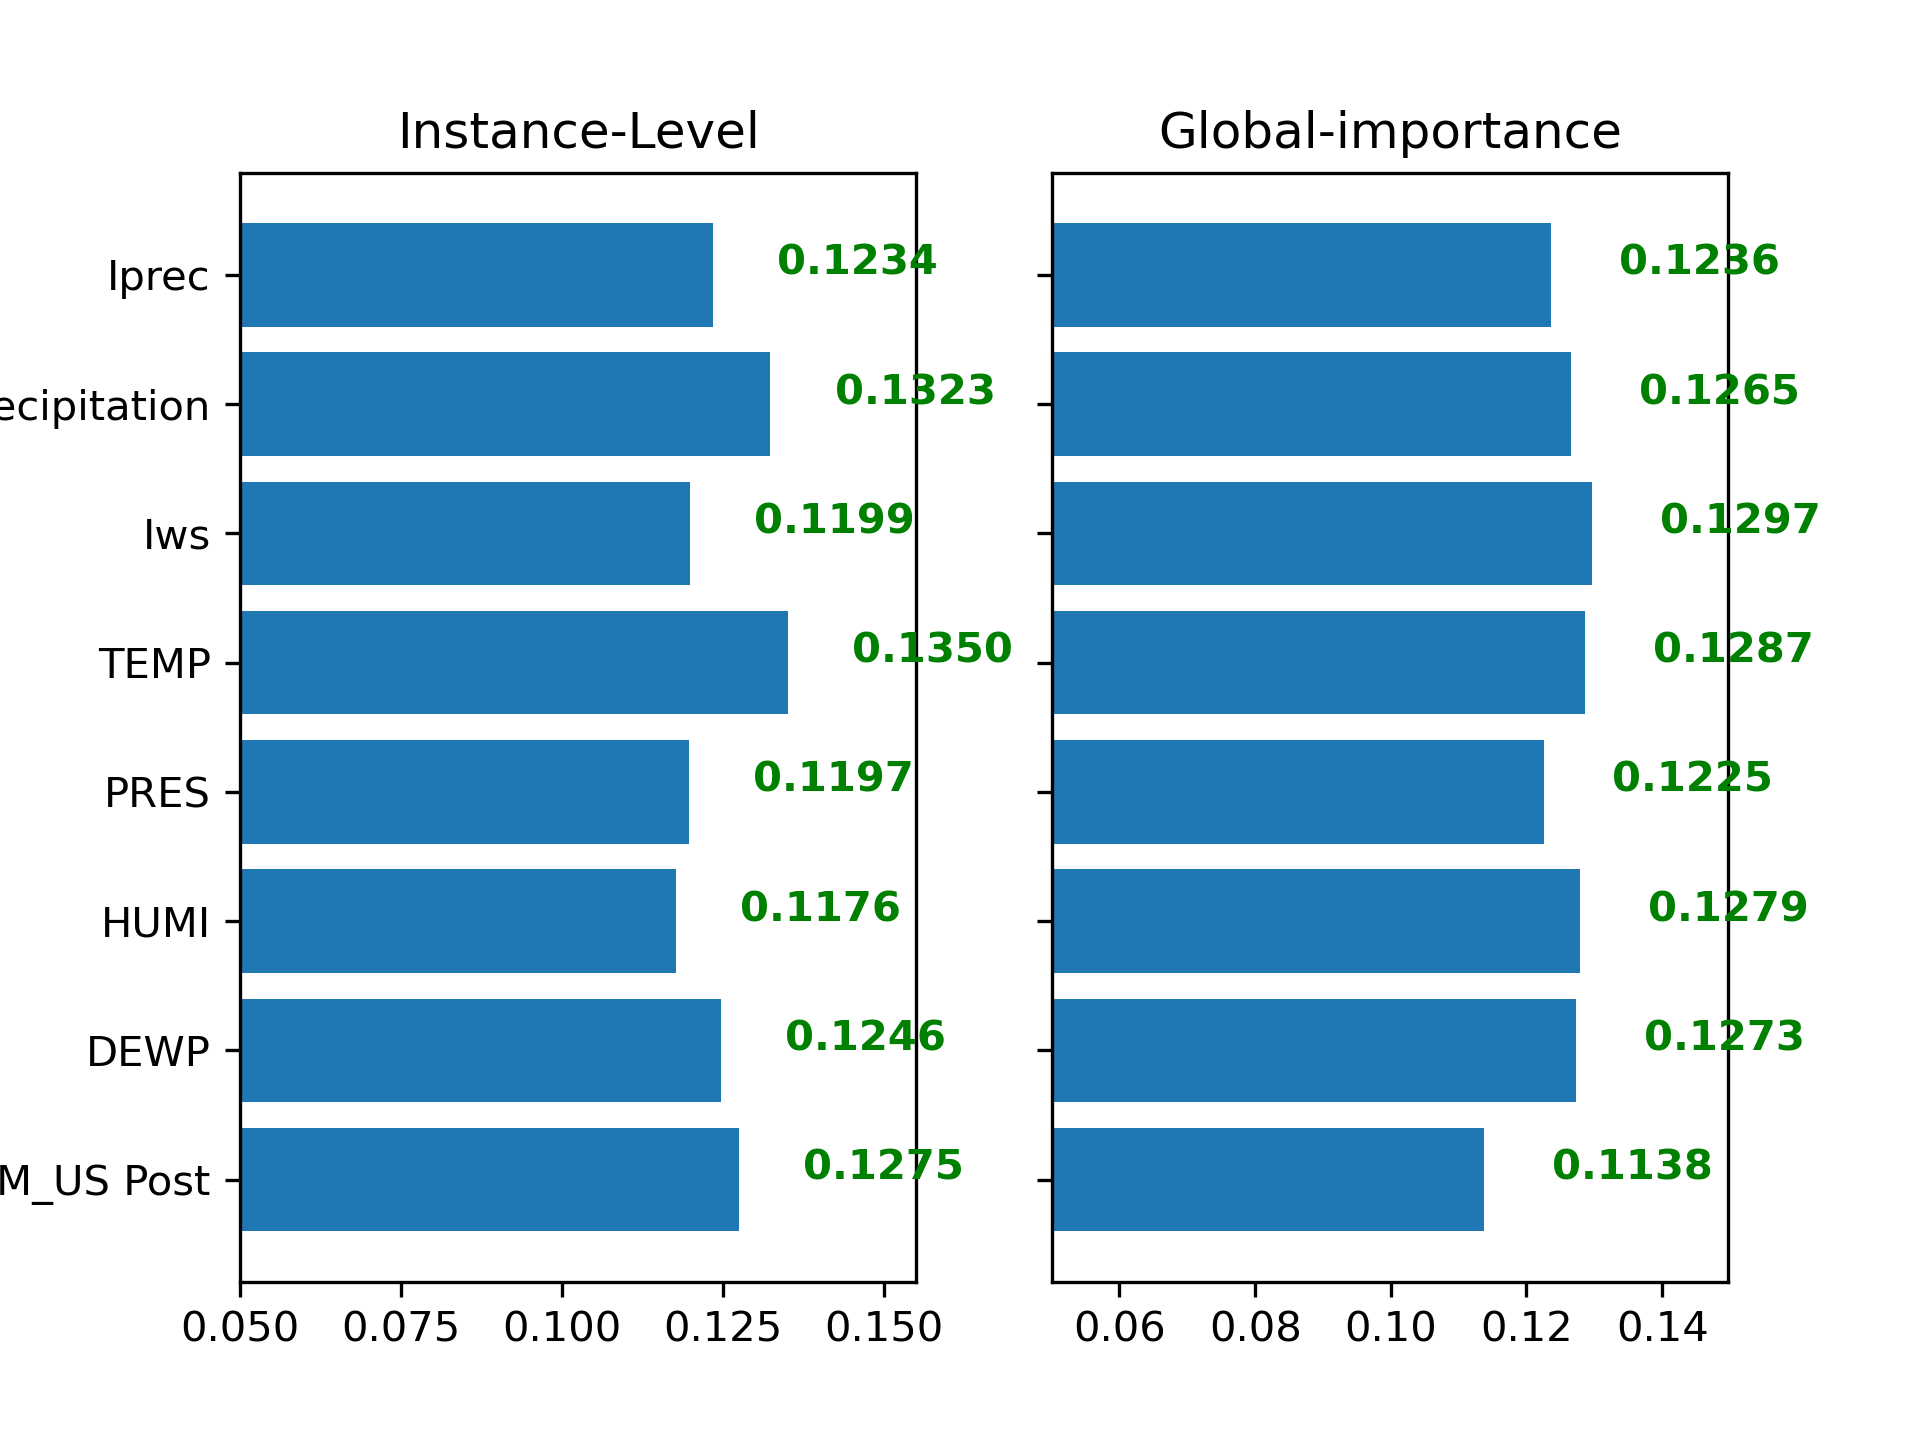 Instance-Level Global-importance
Iprec 0.1234 0.1236
ecipitation 0.1323 0.1265
Iws 0.1199 0.1297
TEMP 0.1350 0.1287
PRES 0.1197 0.1225
HUMI 0.1176 0.1279
DEWP 0.1246 0.1273
M_US Post 0.1275 0.1138
0.050 0.075 0.100 0.125 0.150 0.06 0.08 0.10 0.12 0.14